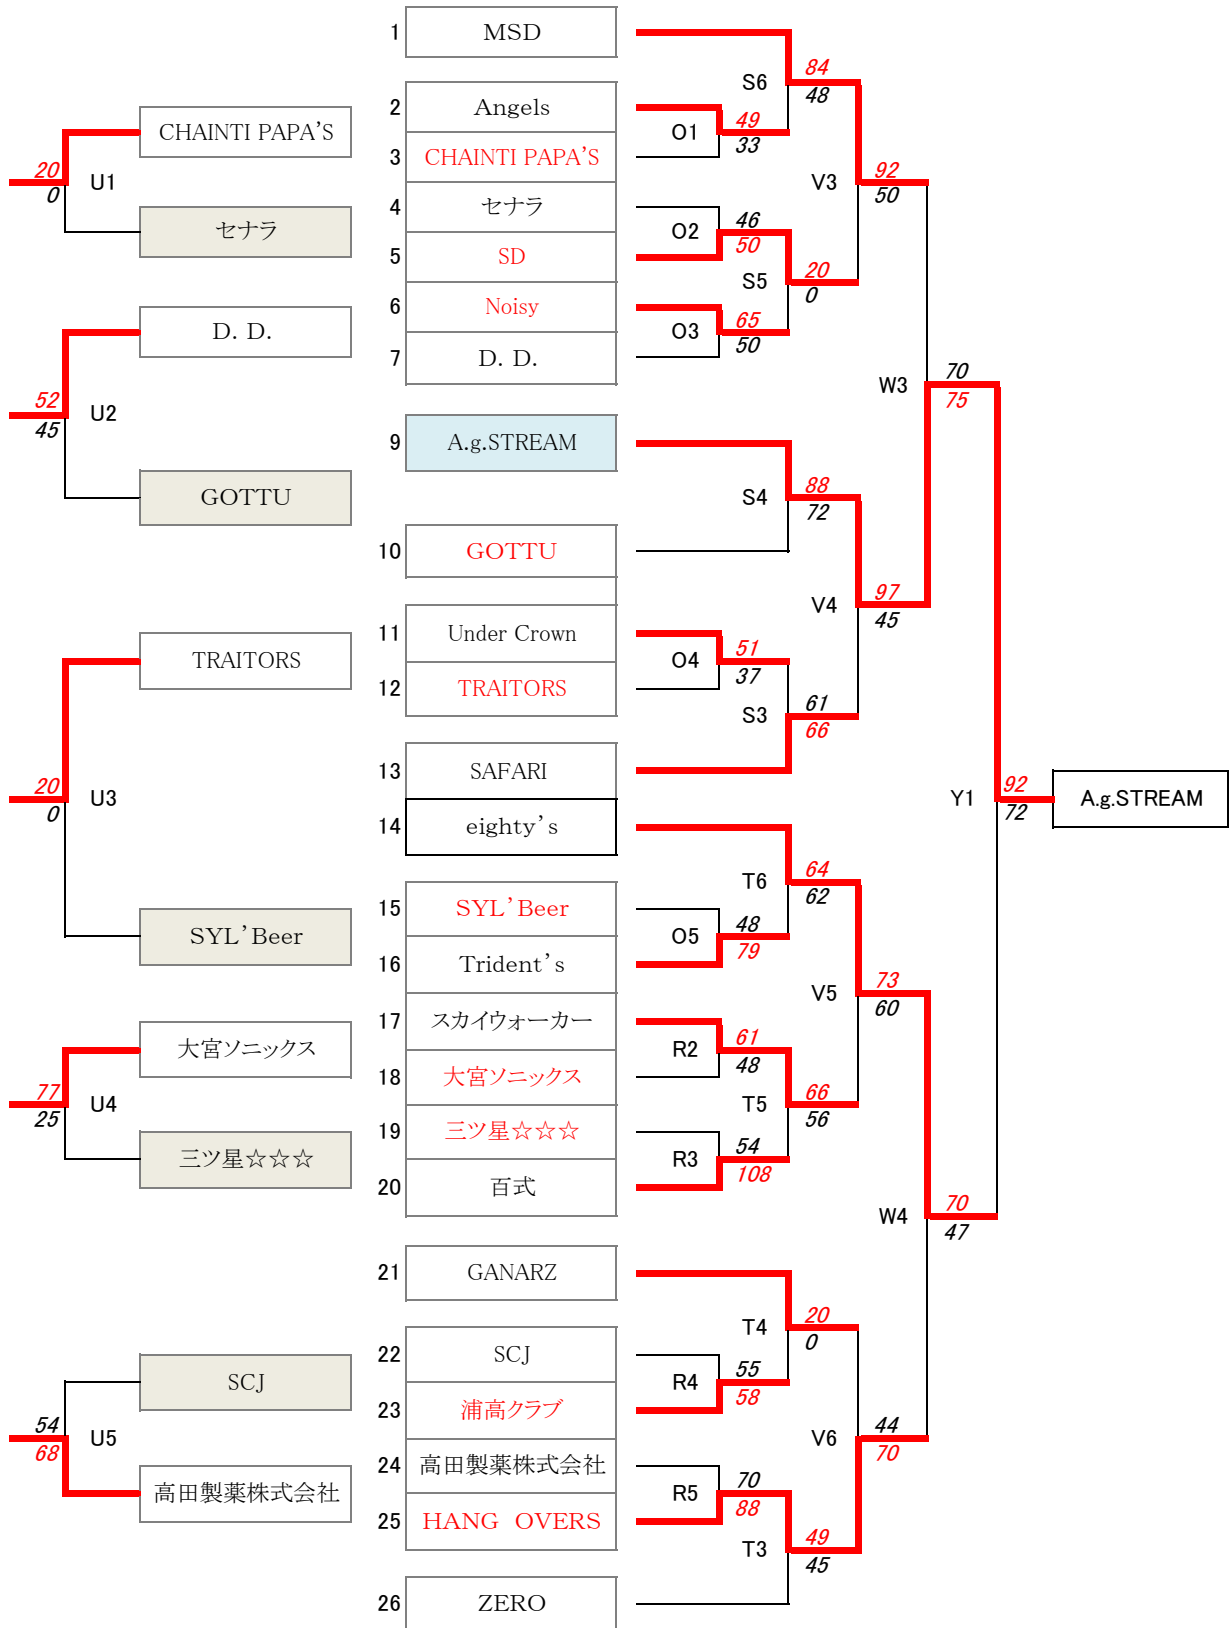 1 MSD
S6 84
48
2 Angels
O1 49
33
3 CHAINTI PAPA'S
CHAINTI PAPA'S
20
0 U1
セナラ
V3 92
50
4 セナラ
O2 46
50
5 SD
S5 20
0
6 Noisy
O3 65
50
7 D. D.
D. D.
52
45 U2
GOTTU
W3 70
75
9 A.g.STREAM
S4 88
72
10 GOTTU
V4 97
45
11 Under Crown
O4 51
37
12 TRAITORS
TRAITORS
S3 61
66
13 SAFARI
20
0 U3
SYL'Beer
Y1 92
72
A.g.STREAM
14 eighty's
T6 64
62
15 SYL'Beer
O5 48
79
16 Trident's
V5 73
60
17 スカイウォーカー
R2 61
48
18 大宮ソニックス
大宮ソニックス
77
25 U4
三ツ星☆☆☆
T5 66
56
19 三ツ星☆☆☆
R3 54
108
20 百式
W4 70
47
21 GANARZ
T4 20
0
22 SCJ
R4 55
58
23 浦高クラブ
SCJ
54
68 U5
高田製薬株式会社
V6 44
70
24 高田製薬株式会社
R5 70
88
25 HANG OVERS
T3 49
45
26 ZERO